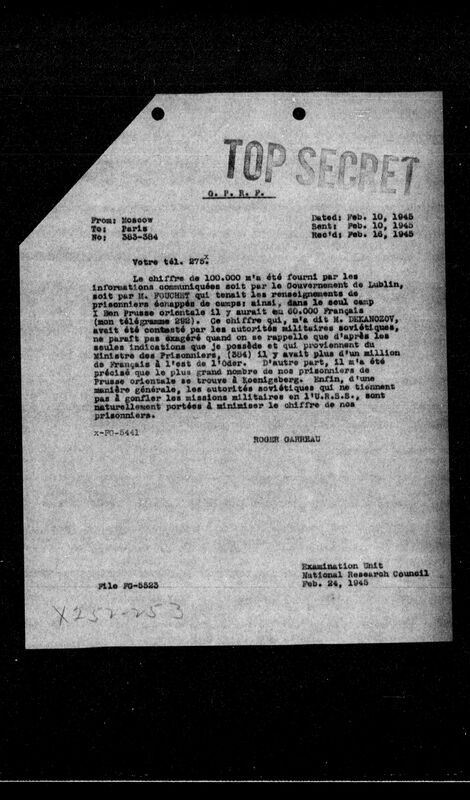 TOP SECRET
G. P. R. F.
From: Moscow
To: Paris
No: 383-384
Dated: Feb. 10, 1945
Sent: Feb. 10, 1945
Rec'd: Feb. 16, 1945
Votre tél. 275.x
Le chiffre de 100.000 m'a été fourni par les
informations communiquées soit par le Gouvernement de Lublin,
soit par M. FOUCHET qui tenait les renseignements de
prisonniers échappés de camps; ainsi, dans le seul camp
I Ben Prusse orientale il y aurait eu 60.000 Français
(mon télégramme 292). Ce chiffre qui, m'a dit M. DEKANOZOV,
avait été contesté par les autorités militaires soviétiques,
ne paraît pas exagéré quand on se rappelle que d'après les
seules indications que je possède et qui proviennent du
Ministre des Prisonniers, (384) il y avait plus d'un million
de Français à l'est de l'Oder. D'autre part, il m'a été
précisé que le plus grand nombre de nos prisonniers de
Prusse orientale se trouve à Koenigsberg. Enfin, d'une
manière générale, les autorités soviétiques qui ne tiennent
pas à gonfler les missions militaires en l'U.R.S.S., sont
naturellement portées à minimiser le chiffre de nos
prisonniers.
x-FG-5441
ROGER GARREAU
Examination Unit
National Research Council
Feb. 24, 1945
File FG-5523
X252-253